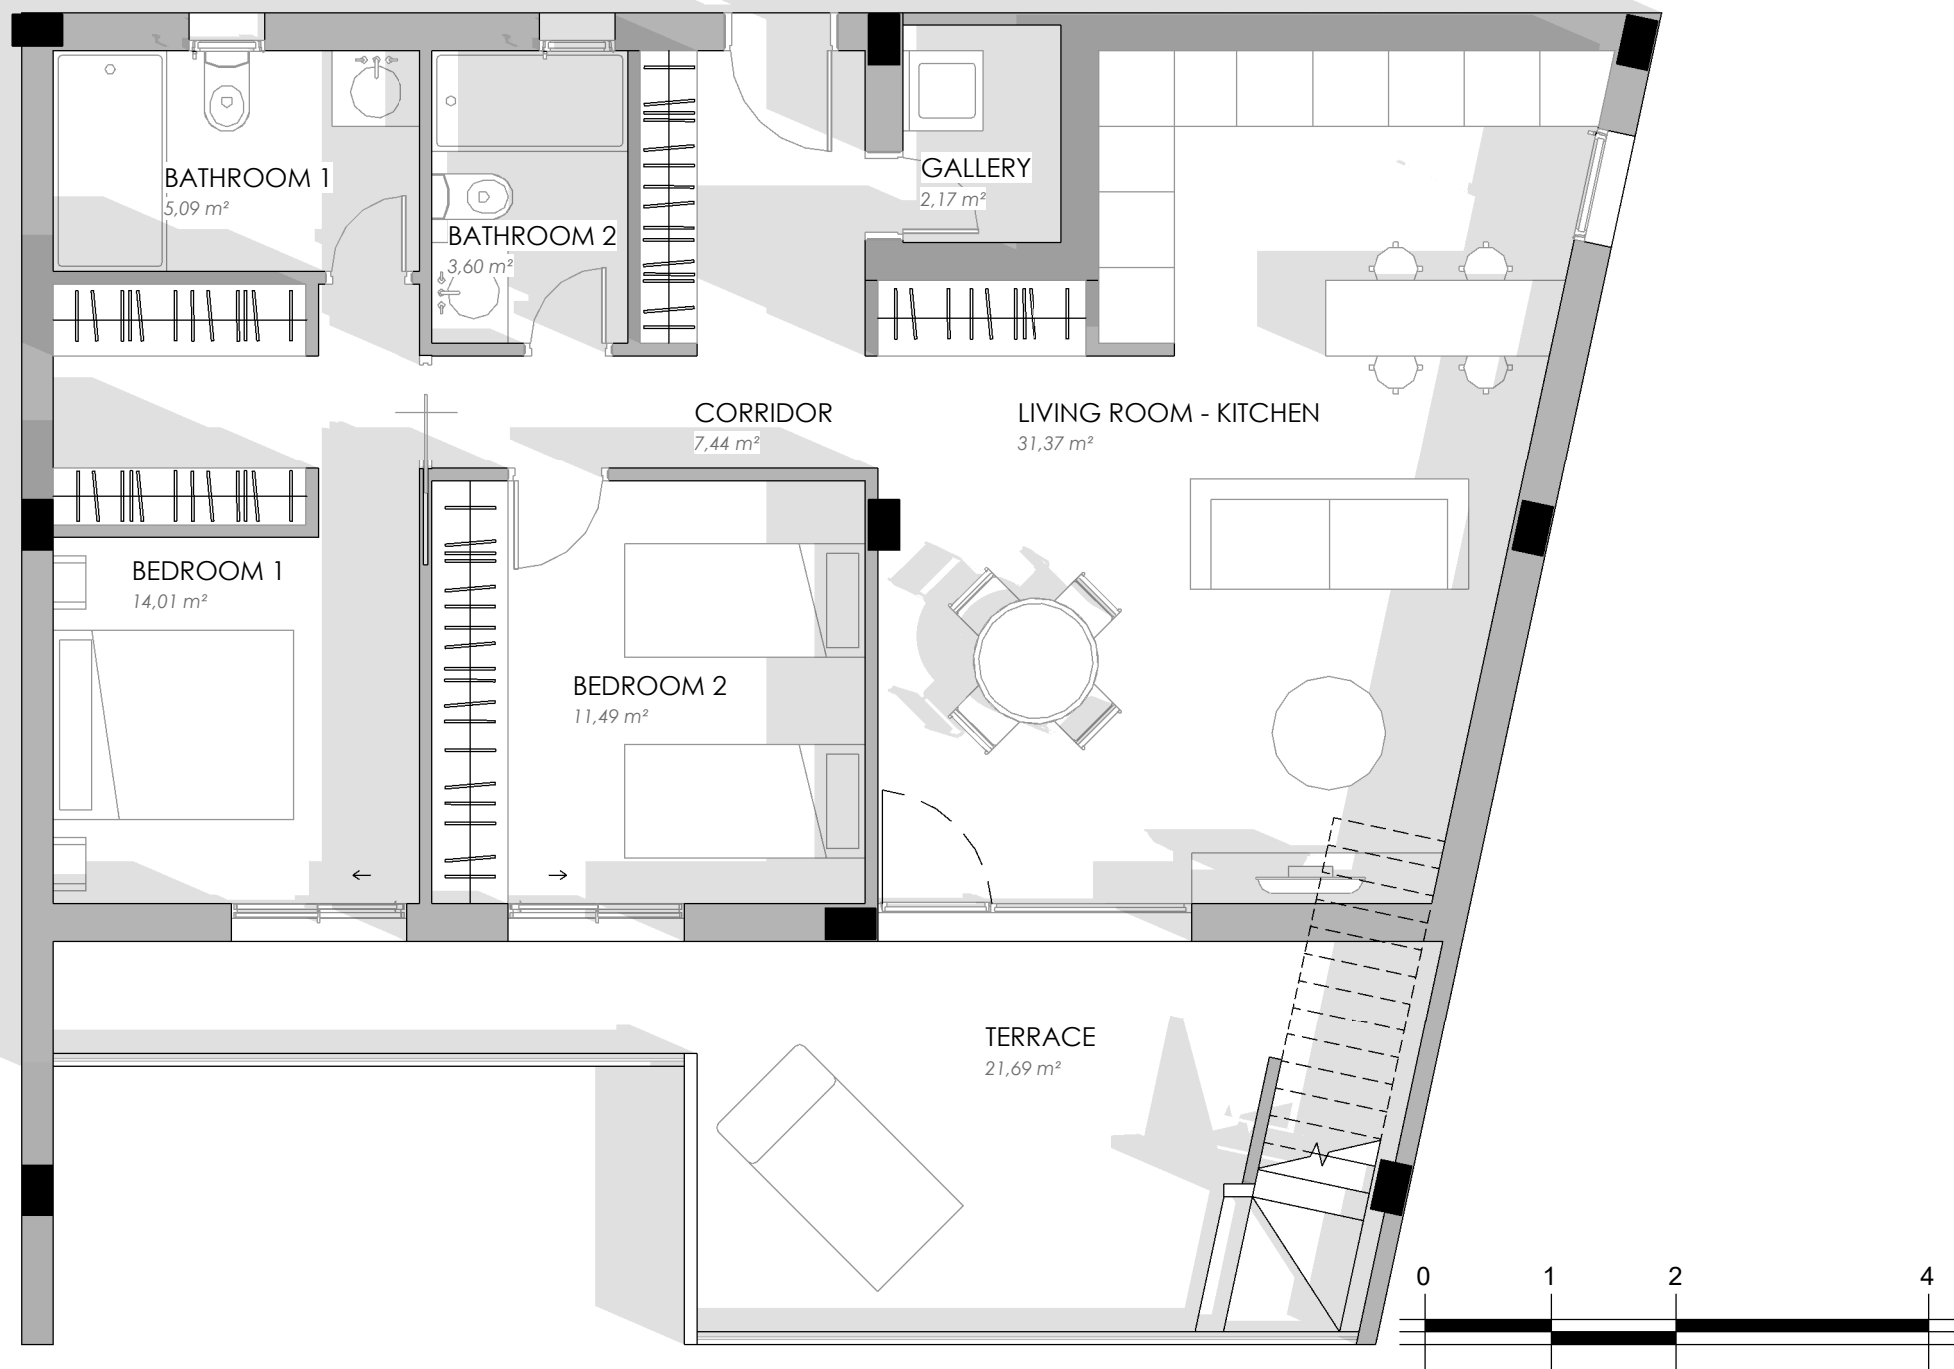 BATHROOM 1
5,09 m²
BATHROOM 2
3,60 m²
GALLERY
2,17 m²
CORRIDOR
7,44 m²
LIVING ROOM - KITCHEN
31,37 m²
BEDROOM 1
14,01 m²
BEDROOM 2
11,49 m²
TERRACE
21,69 m²
0 1 2 4